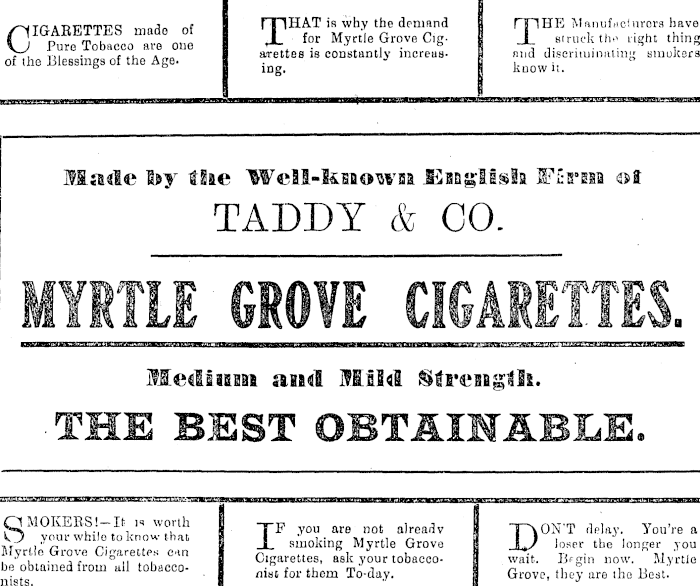 CIGARETTES made of
Pure Tobacco are one
of the Blessings of the Age.
THAT is why the demand
for Myrtle Grove Cig-
arettes is constantly increas-
ing.
THE Manufacturers have
struck the right thing
and discriminating smokers
know it.
Made by the Well-known English Firm of
TADDY & CO.
MYRTLE GROVE CIGARETTES.
Medium and Mild Strength.
THE BEST OBTAINABLE.
SMOKERS!—It is worth
your while to know that
Myrtle Grove Cigarettes can
be obtained from all tobacco-
nists.
IF you are not already
smoking Myrtle Grove
Cigarettes, ask your tobacco-
nist for them To-day.
DON'T delay. You're a
loser the longer you
wait. Begin now. Myrtle
Grove, they are the Best.